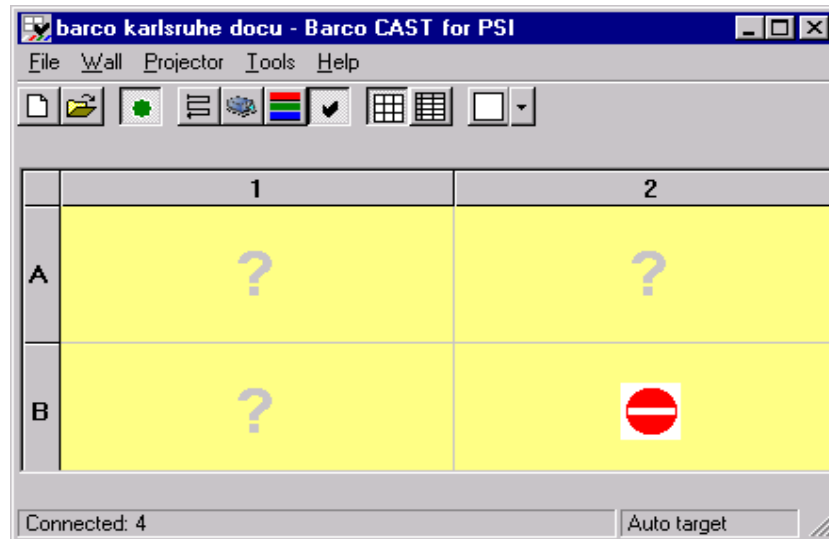 barco karlsruhe docu - Barco CAST for PSI
File Wall Projector Tools Help
1 2
A ? ?
B ?
Connected: 4 Auto target